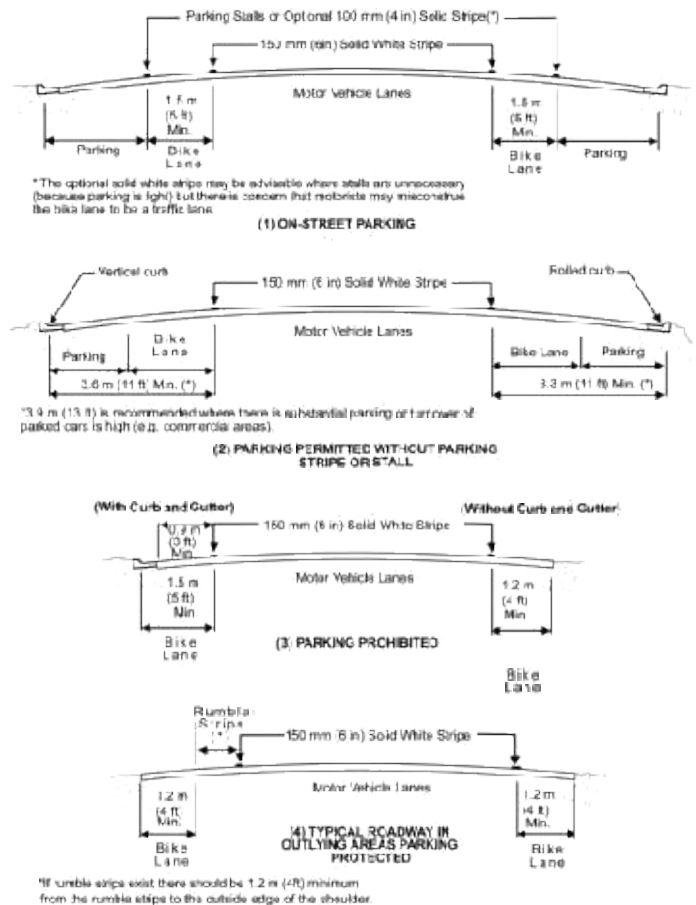 Parking Stalls or Optional 100 mm (4 in) Solid Stripe(*)
150 mm (6in) Solid White Stripe
Motor Vehicle Lanes
1.5 m
(5 ft)
Min.
Bike
Lane
Parking
1.5 m
(5 ft)
Min.
Bike
Lane
Parking
*The optional solid white stripe may be advisable where stalls are unnecessary
(because parking is light) but there is concern that motorists may misconstrue
the bike lane to be a traffic lane
(1) ON-STREET PARKING
Vertical curb
150 mm (6 in) Solid White Stripe
Rolled curb
Motor Vehicle Lanes
Parking
Bike
Lane
Bike Lane
Parking
3.6 m (11 ft) Min. (*)
3.3 m (11 ft) Min. (*)
*3.9 m (13 ft) is recommended where there is substantial parking or turnover of
parked cars is high (e.g. commercial areas).
(2) PARKING PERMITTED WITHOUT PARKING
STRIPE OR STALL
(With Curb and Gutter)
(Without Curb and Gutter)
0.9 m
(3 ft)
Min.
150 mm (6 in) Solid White Stripe
Motor Vehicle Lanes
1.5 m
(5 ft)
Min
Bike
Lane
1.2 m
(4 ft)
Min
(3) PARKING PROHIBITED
Bike
Lane
Rumble
Strips
(*)
150 mm (6 in) Solid White Stripe
Motor Vehicle Lanes
1.2 m
(4 ft)
Min.
Bike
Lane
1.2 m
(4 ft)
Min.
Bike
Lane
(4) TYPICAL ROADWAY IN
OUTLYING AREAS PARKING
PROTECTED
*If rumble strips exist there should be 1.2 m (4ft) minimum
from the rumble strips to the outside edge of the shoulder.